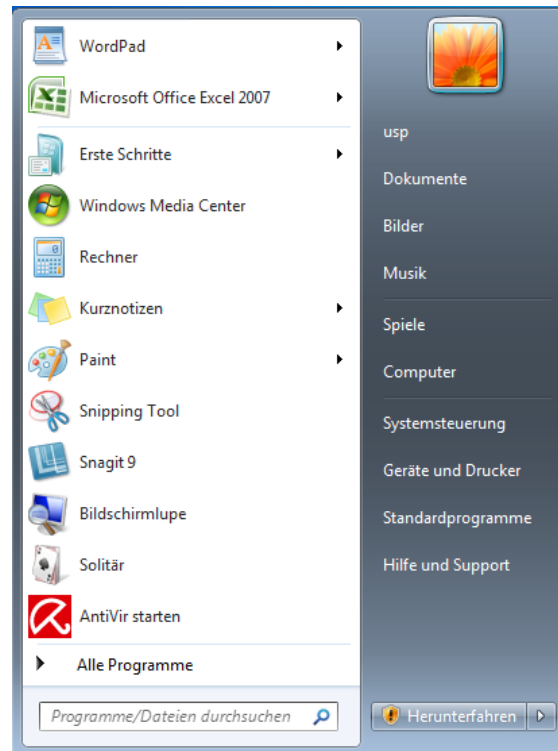 WordPad
Microsoft Office Excel 2007
Erste Schritte
Windows Media Center
Rechner
Kurznotizen
Paint
Snipping Tool
Snagit 9
Bildschirmlupe
Solitär
AntiVir starten
Alle Programme
Programme/Dateien durchsuchen
usp
Dokumente
Bilder
Musik
Spiele
Computer
Systemsteuerung
Geräte und Drucker
Standardprogramme
Hilfe und Support
Herunterfahren